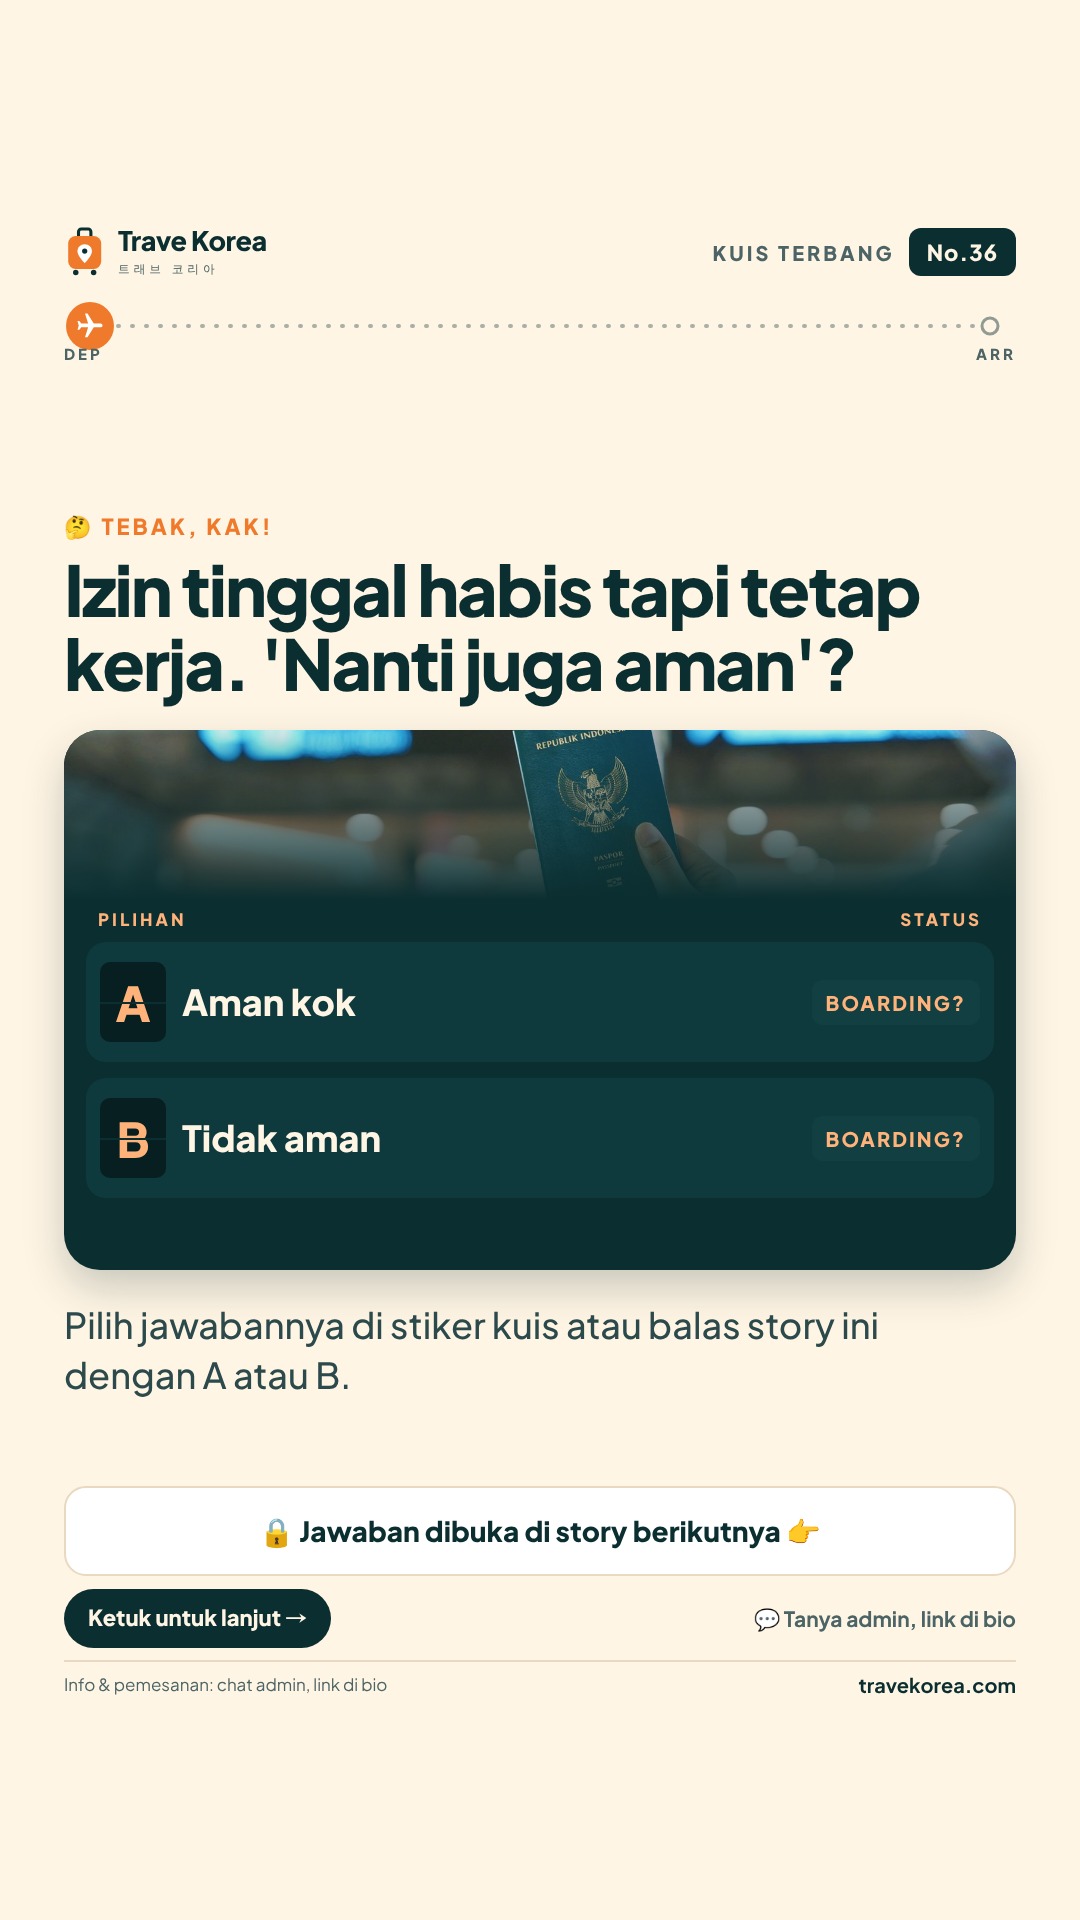 Trave Korea
트래브 코리아
KUIS TERBANG
No.36
DEP
ARR
🤔 TEBAK, KAK!
Izin tinggal habis tapi tetap
kerja. 'Nanti juga aman'?
REPUBLIK INDONESIA
PASPOR
PILIHAN
STATUS
A
Aman kok
BOARDING?
B
Tidak aman
BOARDING?
Pilih jawabannya di stiker kuis atau balas story ini
dengan A atau B.
🔒 Jawaban dibuka di story berikutnya 👉
Ketuk untuk lanjut →
💬 Tanya admin, link di bio
Info & pemesanan: chat admin, link di bio
travekorea.com